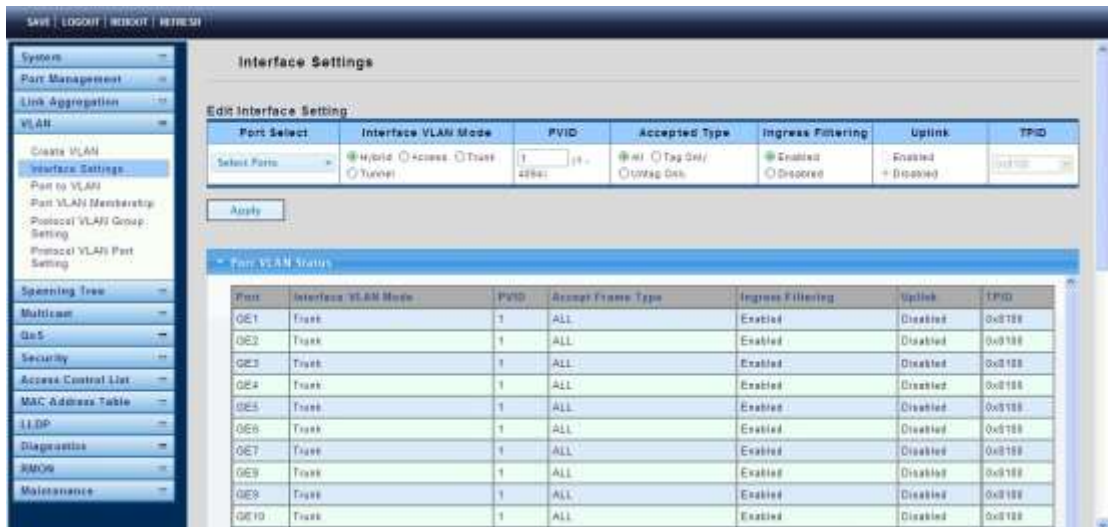 SAVE | LOGOUT | REBOOT | REFRESH
System
Port Management
Link Aggregation
VLAN
Create VLAN
Interface Settings
Port to VLAN
Port VLAN Membership
Protocol VLAN Group
Setting
Protocol VLAN Port
Setting
Spanning Tree
Multicast
QoS
Security
Access Control List
MAC Address Table
LLDP
Diagnostics
RMON
Maintenance
Interface Settings
Edit Interface Setting
Port Select Interface VLAN Mode PVID Accepted Type Ingress Filtering Uplink TPID
Select Ports Hybrid Access Trunk 1 (1 - All Tag Only Enabled Enabled
Tunnel 4094) Untag Only Disabled Disabled
Apply
Port VLAN Status
Port Interface VLAN Mode PVID Accept Frame Type Ingress Filtering Uplink TPID
GE1 Trunk 1 ALL Enabled Disabled 0x8100
GE2 Trunk 1 ALL Enabled Disabled 0x8100
GE3 Trunk 1 ALL Enabled Disabled 0x8100
GE4 Trunk 1 ALL Enabled Disabled 0x8100
GE5 Trunk 1 ALL Enabled Disabled 0x8100
GE6 Trunk 1 ALL Enabled Disabled 0x8100
GE7 Trunk 1 ALL Enabled Disabled 0x8100
GE8 Trunk 1 ALL Enabled Disabled 0x8100
GE9 Trunk 1 ALL Enabled Disabled 0x8100
GE10 Trunk 1 ALL Enabled Disabled 0x8100